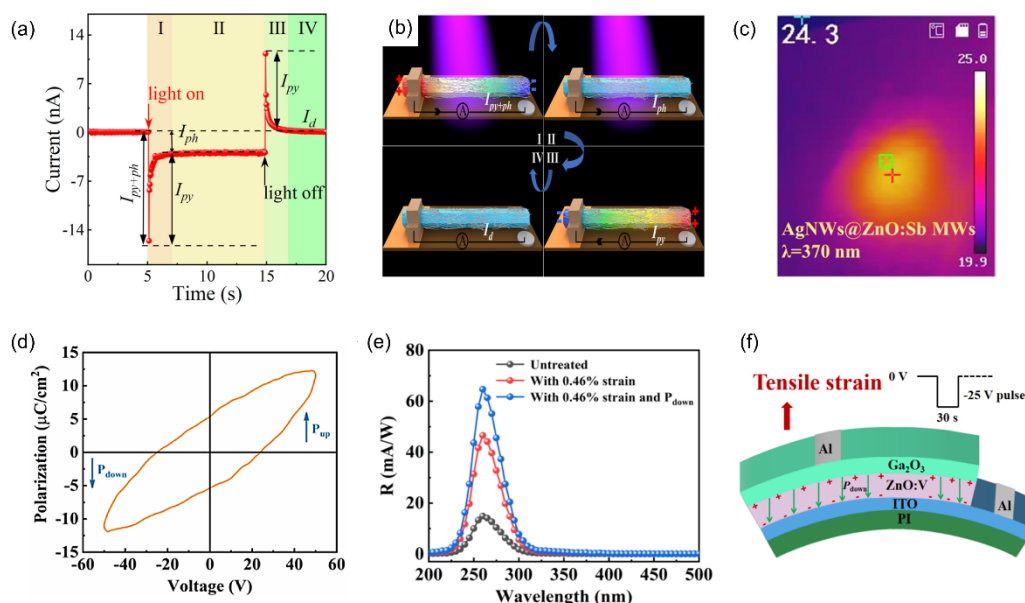 (a)
14
7
0
-7
-14
Current (nA)
I
II
III
IV
light on
I_py+ph
I_ph
I_py
I_py
I_d
light off
0
5
10
15
20
Time (s)
(b)
I_py+ph
I_ph
A
A
I
II
IV
III
I_d
I_py
A
A
(c)
24.3
℃
25.0
AgNWs@ZnO:Sb MWs
λ=370 nm
19.9
(d)
15
10
5
0
-5
-10
-15
Polarization (μC/cm²)
P_up
P_down
-60
-40
-20
0
20
40
60
Voltage (V)
(e)
80
60
40
20
0
R (mA/W)
Untreated
With 0.46% strain
With 0.46% strain and P_down
200
250
300
350
400
450
500
Wavelength (nm)
(f)
0 V
-25 V pulse
30 s
Tensile strain
Al
Ga₂O₃
P_down
ZnO:V
Al
ITO
PI